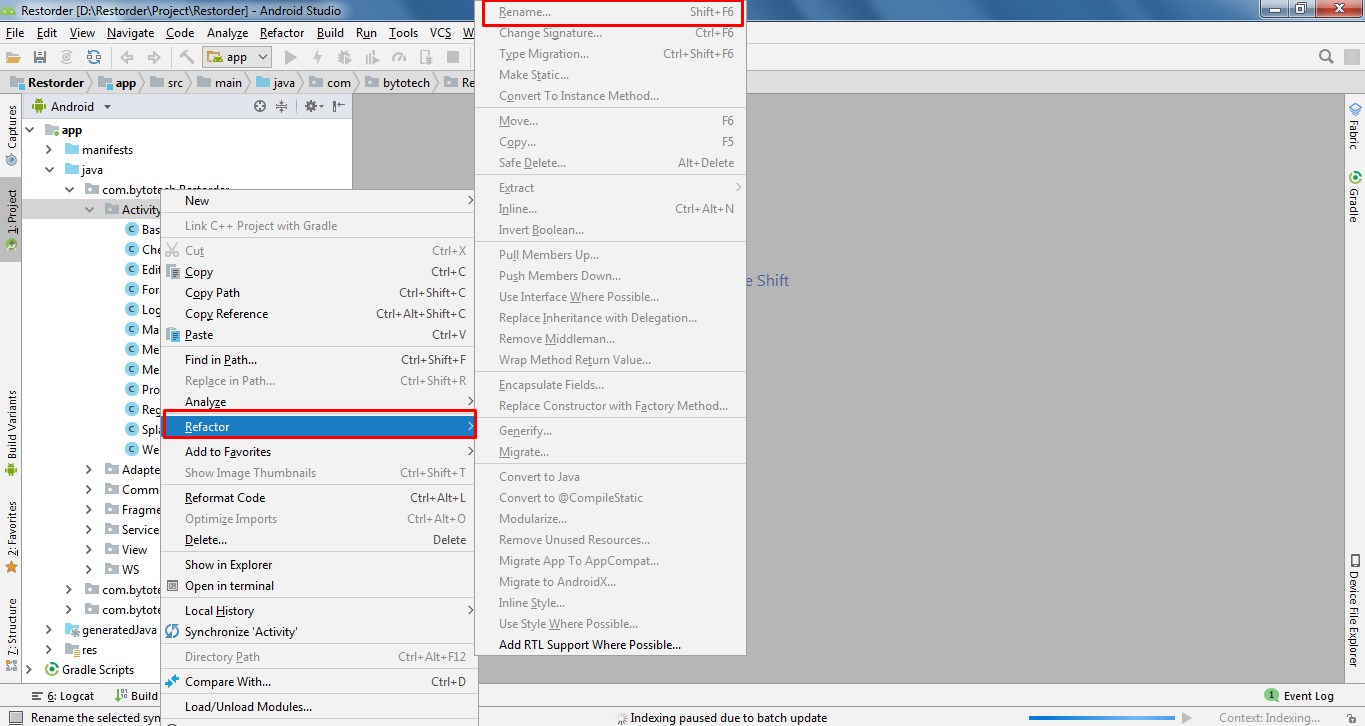 Restorder [D:\Restorder\Project\Restorder] - Android Studio
File Edit View Navigate Code Analyze Refactor Build Run Tools VCS W
app
Restorder app src main java com bytotech Re
Android
Captures
1: Project
Build Variants
2: Favorites
Z: Structure
app
manifests
java
com.bytotech.Restorder
Activity
Bas
Che
Edit
For
Log
Ma
Me
Me
Pro
Reg
Spla
We
Adapte
Comm
Fragme
Service
View
WS
com.bytote
com.bytote
generatedJava
res
Gradle Scripts
New
Link C++ Project with Gradle
Cut Ctrl+X
Copy Ctrl+C
Copy Path Ctrl+Shift+C
Copy Reference Ctrl+Alt+Shift+C
Paste Ctrl+V
Find in Path... Ctrl+Shift+F
Replace in Path... Ctrl+Shift+R
Analyze
Refactor
Add to Favorites
Show Image Thumbnails Ctrl+Shift+T
Reformat Code Ctrl+Alt+L
Optimize Imports Ctrl+Alt+O
Delete... Delete
Show in Explorer
Open in terminal
Local History
Synchronize 'Activity'
Directory Path Ctrl+Alt+F12
Compare With... Ctrl+D
Load/Unload Modules...
Rename... Shift+F6
Change Signature... Ctrl+F6
Type Migration... Ctrl+Shift+F6
Make Static...
Convert To Instance Method...
Move... F6
Copy... F5
Safe Delete... Alt+Delete
Extract
Inline... Ctrl+Alt+N
Invert Boolean...
Pull Members Up...
Push Members Down...
Use Interface Where Possible...
Replace Inheritance with Delegation...
Remove Middleman...
Wrap Method Return Value...
Encapsulate Fields...
Replace Constructor with Factory Method...
Generify...
Migrate...
Convert to Java
Convert to @CompileStatic
Modularize...
Remove Unused Resources...
Migrate App To AppCompat...
Migrate to AndroidX...
Inline Style...
Use Style Where Possible...
Add RTL Support Where Possible...
e Shift
Fabric
Gradle
Device File Explorer
6: Logcat Build
1 Event Log
Rename the selected syn
Indexing paused due to batch update
Context: Indexing...